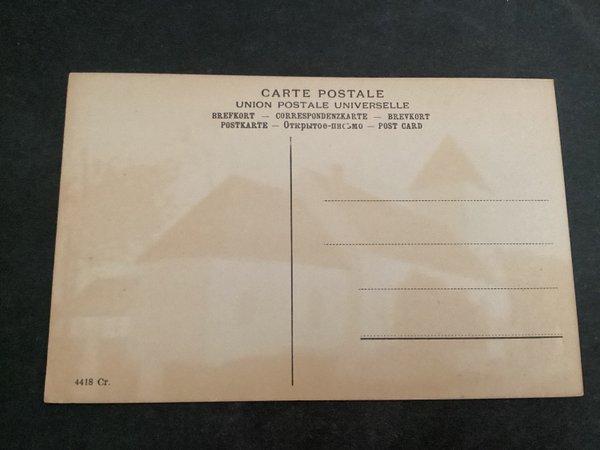 CARTE POSTALE
UNION POSTALE UNIVERSELLE
BREFKORT — CORRESPONDENZKARTE — BREVKORT
POSTKARTE — Открытое-письмо — POST CARD
4418 Cr.